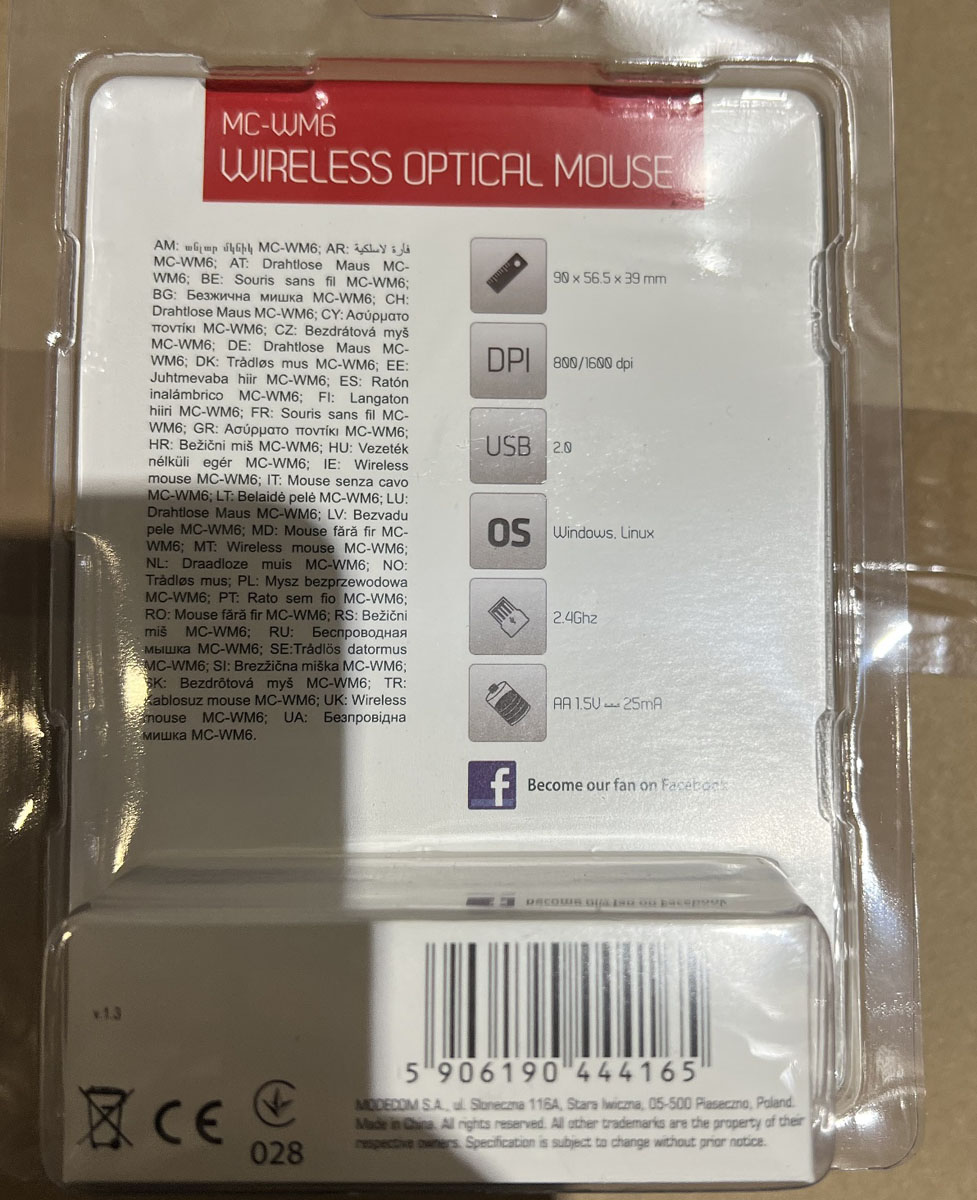 MC-WM6
WIRELESS OPTICAL MOUSE
AM: անլար մկնիկ MC-WM6; AR: فأرة لاسلكية
MC-WM6; AT: Drahtlose Maus MC-
WM6; BE: Souris sans fil MC-WM6;
BG: Безжична мишка MC-WM6; CH:
Drahtlose Maus MC-WM6; CY: Ασύρματο
ποντίκι MC-WM6; CZ: Bezdrátová myš
MC-WM6; DE: Drahtlose Maus MC-
WM6; DK: Trådløs mus MC-WM6; EE:
Juhtmevaba hiir MC-WM6; ES: Ratón
inalámbrico MC-WM6; FI: Langaton
hiiri MC-WM6; FR: Souris sans fil MC-
WM6; GR: Ασύρματο ποντίκι MC-WM6;
HR: Bežični miš MC-WM6; HU: Vezeték
nélküli egér MC-WM6; IE: Wireless
mouse MC-WM6; IT: Mouse senza cavo
MC-WM6; LT: Belaidė pelė MC-WM6; LU:
Drahtlose Maus MC-WM6; LV: Bezvadu
pele MC-WM6; MD: Mouse fără fir MC-
WM6; MT: Wireless mouse MC-WM6;
NL: Draadloze muis MC-WM6; NO:
Trådløs mus; PL: Mysz bezprzewodowa
MC-WM6; PT: Rato sem fio MC-WM6;
RO: Mouse fără fir MC-WM6; RS: Bežični
miš MC-WM6; RU: Беспроводная
мышка MC-WM6; SE:Trådlös datormus
MC-WM6; SI: Brezžična miška MC-WM6;
SK: Bezdrôtová myš MC-WM6; TR:
Kablosuz mouse MC-WM6; UK: Wireless
mouse MC-WM6; UA: Безпровідна
мишка MC-WM6.
90 x 56.5 x 39 mm
DPI 800/1600 dpi
USB 2.0
OS Windows, Linux
2.4Ghz
AA 1.5V ⎓ 25mA
f Become our fan on Facebook
v.1.3
5 906190 444165
CE
028
MODECOM S.A., ul. Słoneczna 116A, Stara Iwiczna, 05-500 Piaseczno, Poland.
Made in China. All rights reserved. All other trademarks are the property of their
respective owners. Specification is subject to change without prior notice.